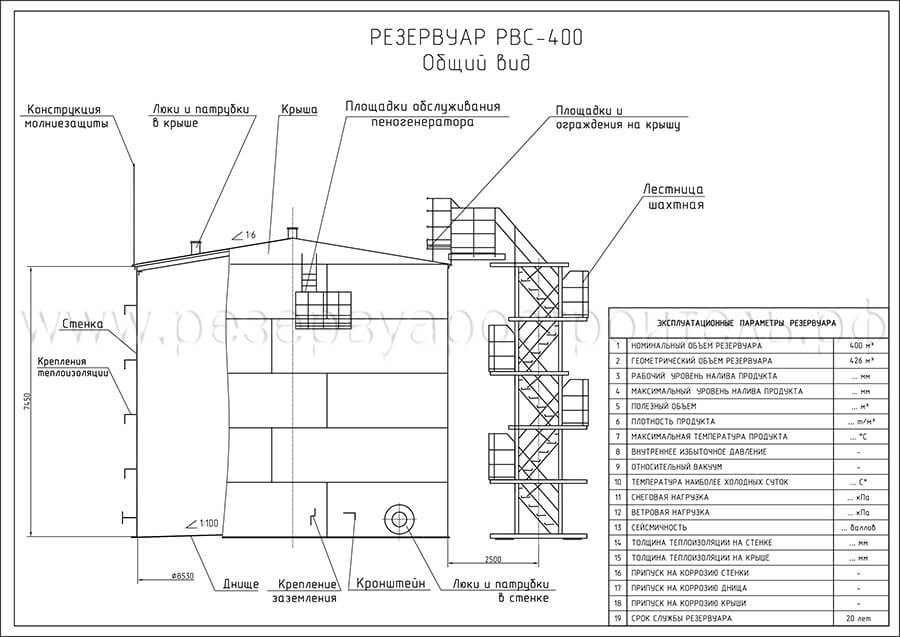 РЕЗЕРВУАР РВС-400
Общий вид
Конструкция
молниезащиты
Люки и патрубки
в крыше
Крыша
Площадки обслуживания
пеногенератора
Площадки и
ограждения на крышу
Лестница
шахтная
1:6
www.резервуаростроитель.рф
Стенка
Крепления
теплоизоляции
7450
1:100
⌀8530
2500
Днище
Крепление
заземления
Кронштейн
Люки и патрубки
в стенке
ЭКСПЛУАТАЦИОННЫЕ ПАРАМЕТРЫ РЕЗЕРВУАРА
1 НОМИНАЛЬНЫЙ ОБЪЕМ РЕЗЕРВУАРА 400 м³
2 ГЕОМЕТРИЧЕСКИЙ ОБЪЕМ РЕЗЕРВУАРА 426 м³
3 РАБОЧИЙ УРОВЕНЬ НАЛИВА ПРОДУКТА ... мм
4 МАКСИМАЛЬНЫЙ УРОВЕНЬ НАЛИВА ПРОДУКТА ... мм
5 ПОЛЕЗНЫЙ ОБЪЕМ ... м³
6 ПЛОТНОСТЬ ПРОДУКТА ... т/м³
7 МАКСИМАЛЬНАЯ ТЕМПЕРАТУРА ПРОДУКТА ... °С
8 ВНУТРЕННЕЕ ИЗБЫТОЧНОЕ ДАВЛЕНИЕ -
9 ОТНОСИТЕЛЬНЫЙ ВАКУУМ -
10 ТЕМПЕРАТУРА НАИБОЛЕЕ ХОЛОДНЫХ СУТОК ... С°
11 СНЕГОВАЯ НАГРУЗКА ... кПа
12 ВЕТРОВАЯ НАГРУЗКА ... кПа
13 СЕЙСМИЧНОСТЬ ... баллов
14 ТОЛЩИНА ТЕПЛОИЗОЛЯЦИИ НА СТЕНКЕ ... мм
15 ТОЛЩИНА ТЕПЛОИЗОЛЯЦИИ НА КРЫШЕ ... мм
16 ПРИПУСК НА КОРРОЗИЮ СТЕНКИ -
17 ПРИПУСК НА КОРРОЗИЮ ДНИЩА -
18 ПРИПУСК НА КОРРОЗИЮ КРЫШИ -
19 СРОК СЛУЖБЫ РЕЗЕРВУАРА 20 лет